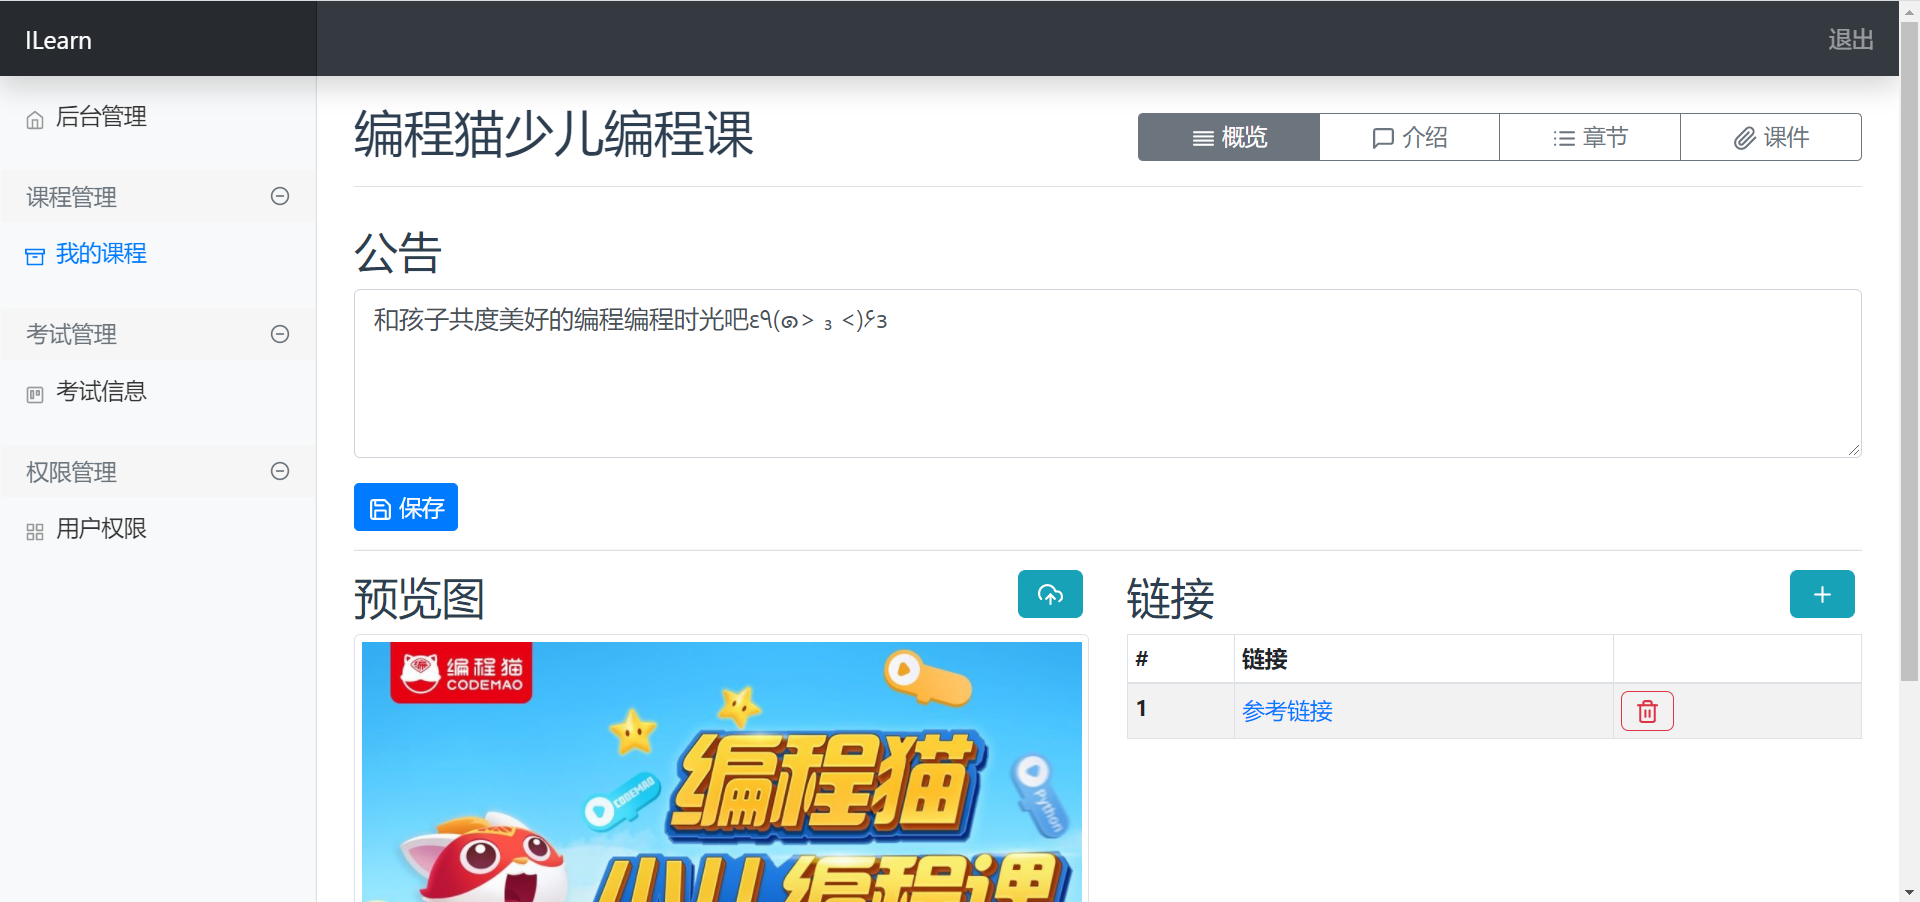 ILearn
退出
后台管理
课程管理
我的课程
考试管理
考试信息
权限管理
用户权限
编程猫少儿编程课
概览
介绍
章节
课件
公告
和孩子共度美好的编程编程时光吧ε٩(๑> ₃ <)۶з
保存
预览图
编程猫
CODEMAO
CODEMAO
Python
编程猫
少儿编程课
链接
# 链接
1 参考链接